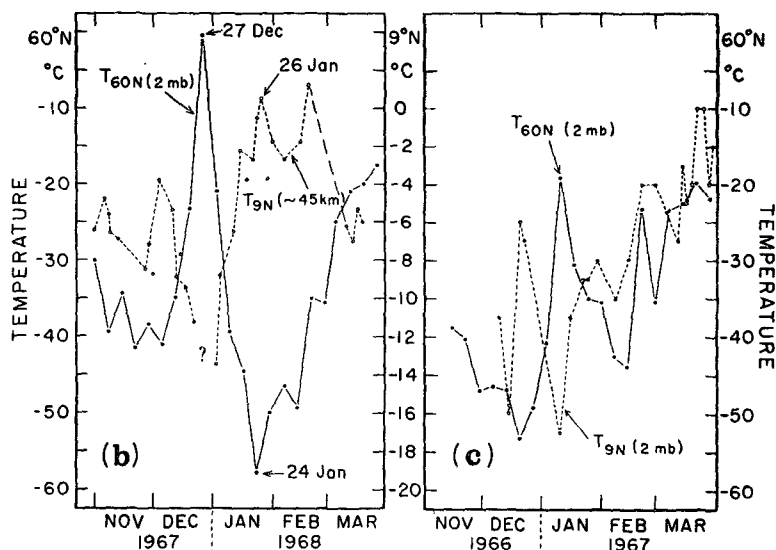 60°N
°C
-10
-20
-30
-40
-50
-60
TEMPERATURE
27 Dec
T60N (2 mb)
26 Jan
T9N (~45km)
?
(b)
24 Jan
NOV DEC JAN FEB MAR
1967 1968
9°N
°C
0
-2
-4
-6
-8
-10
-12
-14
-16
-18
-20
T60N (2 mb)
T9N (2 mb)
(c)
NOV DEC JAN FEB MAR
1966 1967
60°N
°C
-10
-20
-30
-40
-50
-60
TEMPERATURE